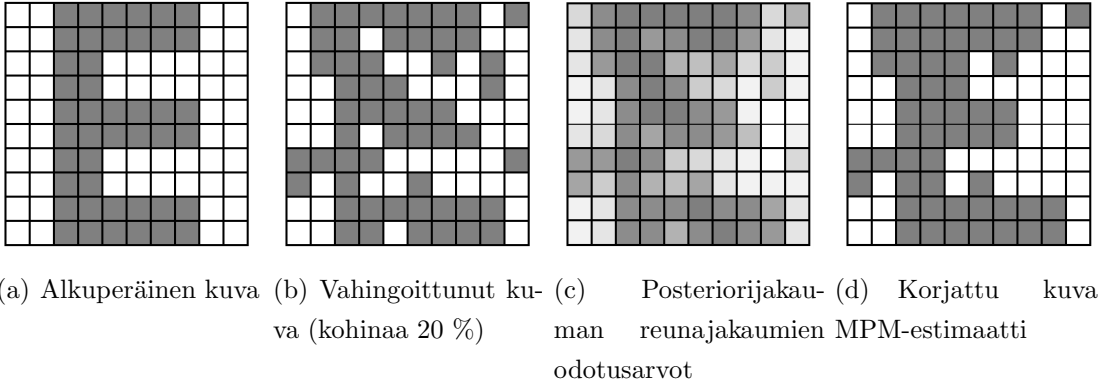 (a) Alkuperäinen kuva
(b) Vahingoittunut ku-
va (kohinaa 20 %)
(c) Posteriorijakau-
man reunajakaumien
odotusarvot
(d) Korjattu kuva
MPM-estimaatti